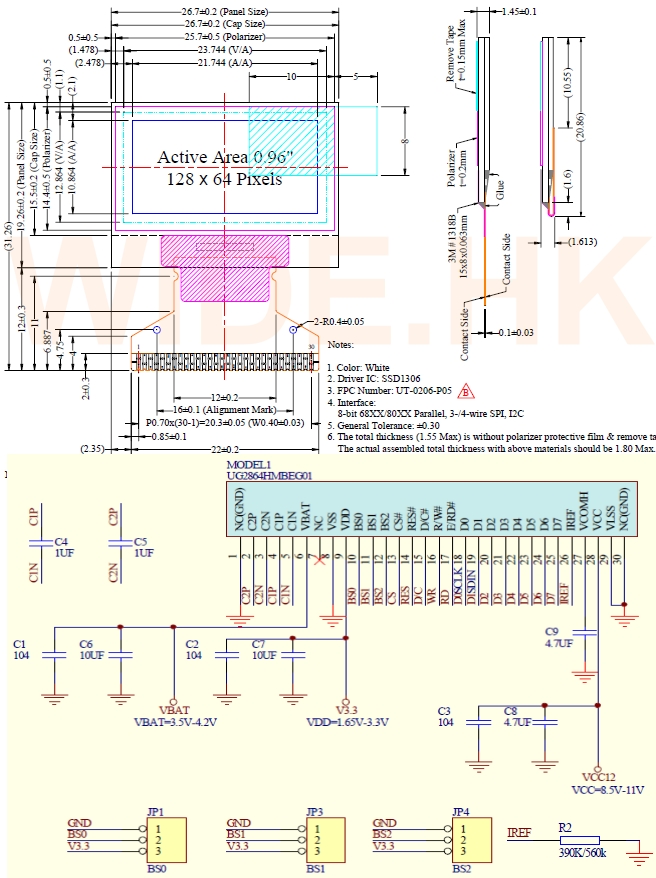 26.7±0.2 (Panel Size)
26.7±0.2 (Cap Size)
0.5±0.5
25.7±0.5 (Polarizer)
(1.478)
23.744 (V/A)
(2.478)
21.744 (A/A)
10
5
8
0.5±0.5
(1.1)
(2.1)
(31.26)
19.26±0.2 (Panel Size)
15.5±0.2 (Cap Size)
14.4±0.5 (Polarizer)
12.864 (V/A)
10.864 (A/A)
Active Area 0.96"
128 x 64 Pixels
12±0.3
11
6.887
4.75
4
2±0.3
2-R0.4±0.05
12±0.2
16±0.1 (Alignment Mark)
P0.70x(30-1)=20.3±0.05 (W0.40±0.03)
0.85±0.1
(2.35)
22±0.2
1.45±0.1
Remove Tape
t=0.15mm Max
Polarizer
t=0.2mm
Glue
3M #1318B
15x8x0.063mm
Contact Side
Contact Side
0.1±0.03
(10.55)
(20.86)
(1.6)
(1.613)
WIDE.HK
Notes:
1. Color: White
2. Driver IC: SSD1306
3. FPC Number: UT-0206-P05
B
4. Interface:
8-bit 68XX/80XX Parallel, 3-/4-wire SPI, I2C
5. General Tolerance: ±0.30
6. The total thickness (1.55 Max) is without polarizer protective film & remove ta
The actual assembled total thickness with above materials should be 1.80 Max.
MODEL1
UG2864HMBEG01
NC(GND) C2P C2N C1P C1N VBAT NC VSS VDD BS0 BS1 BS2 CS# RES# D/C# R/W# E/RD# D0 D1 D2 D3 D4 D5 D6 D7 IREF VCOMH VCC VLSS NC(GND)
1 2 3 4 5 6 7 8 9 10 11 12 13 14 15 16 17 18 19 20 21 22 23 24 25 26 27 28 29 30
C2P C2N C1P C1N BS0 BS1 BS2 CS RES D/C WR RD D0SCLK D1SDIN D2 D3 D4 D5 D6 D7 IREF
C1P
C4
1UF
C1N
C2P
C5
1UF
C2N
C1
104
C6
10UF
C2
104
C7
10UF
VBAT
VBAT=3.5V-4.2V
V3.3
VDD=1.65V-3.3V
C9
4.7UF
C3
104
C8
4.7UF
VCC12
VCC=8.5V-11V
JP1
GND 1
BS0 2
V3.3 3
BS0
JP3
GND 1
BS1 2
V3.3 3
BS1
JP4
GND 1
BS2 2
V3.3 3
BS2
IREF
R2
390K/560k